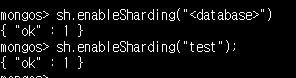 mongos> sh.enableSharding("<database>")
{ "ok" : 1 }
mongos> sh.enableSharding("test");
{ "ok" : 1 }